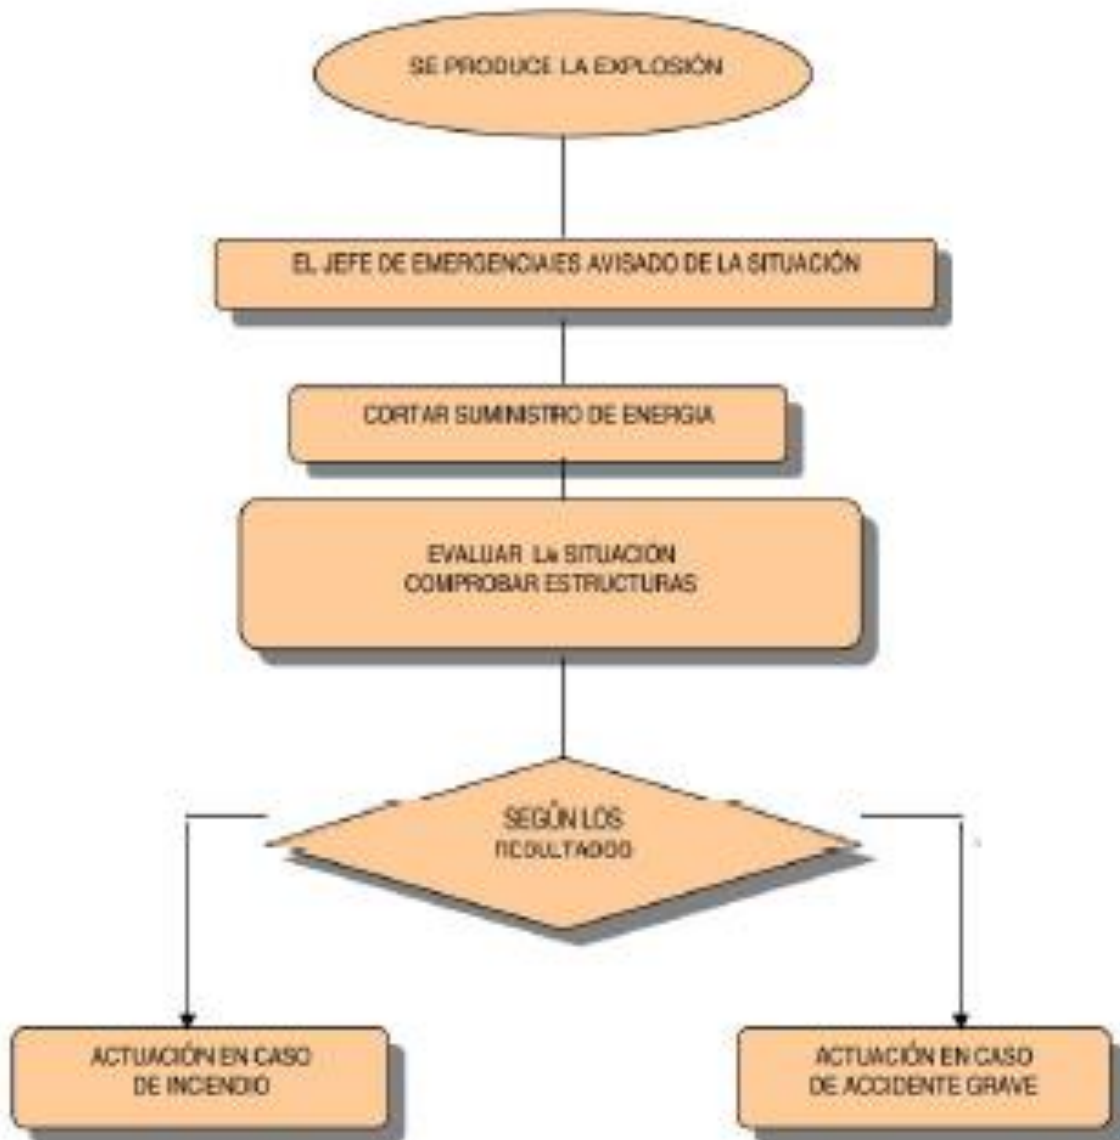 SE PRODUCE LA EXPLOSIÓN
EL JEFE DE EMERGENCIAES AVISADO DE LA SITUACIÓN
CORTAR SUMINISTRO DE ENERGIA
EVALUAR La SITUACIÓN
COMPROBAR ESTRUCTURAS
SEGÚN LOS
RESULTADOS
ACTUACIÓN EN CASO
DE INCENDIO
ACTUACIÓN EN CASO
DE ACCIDENTE GRAVE